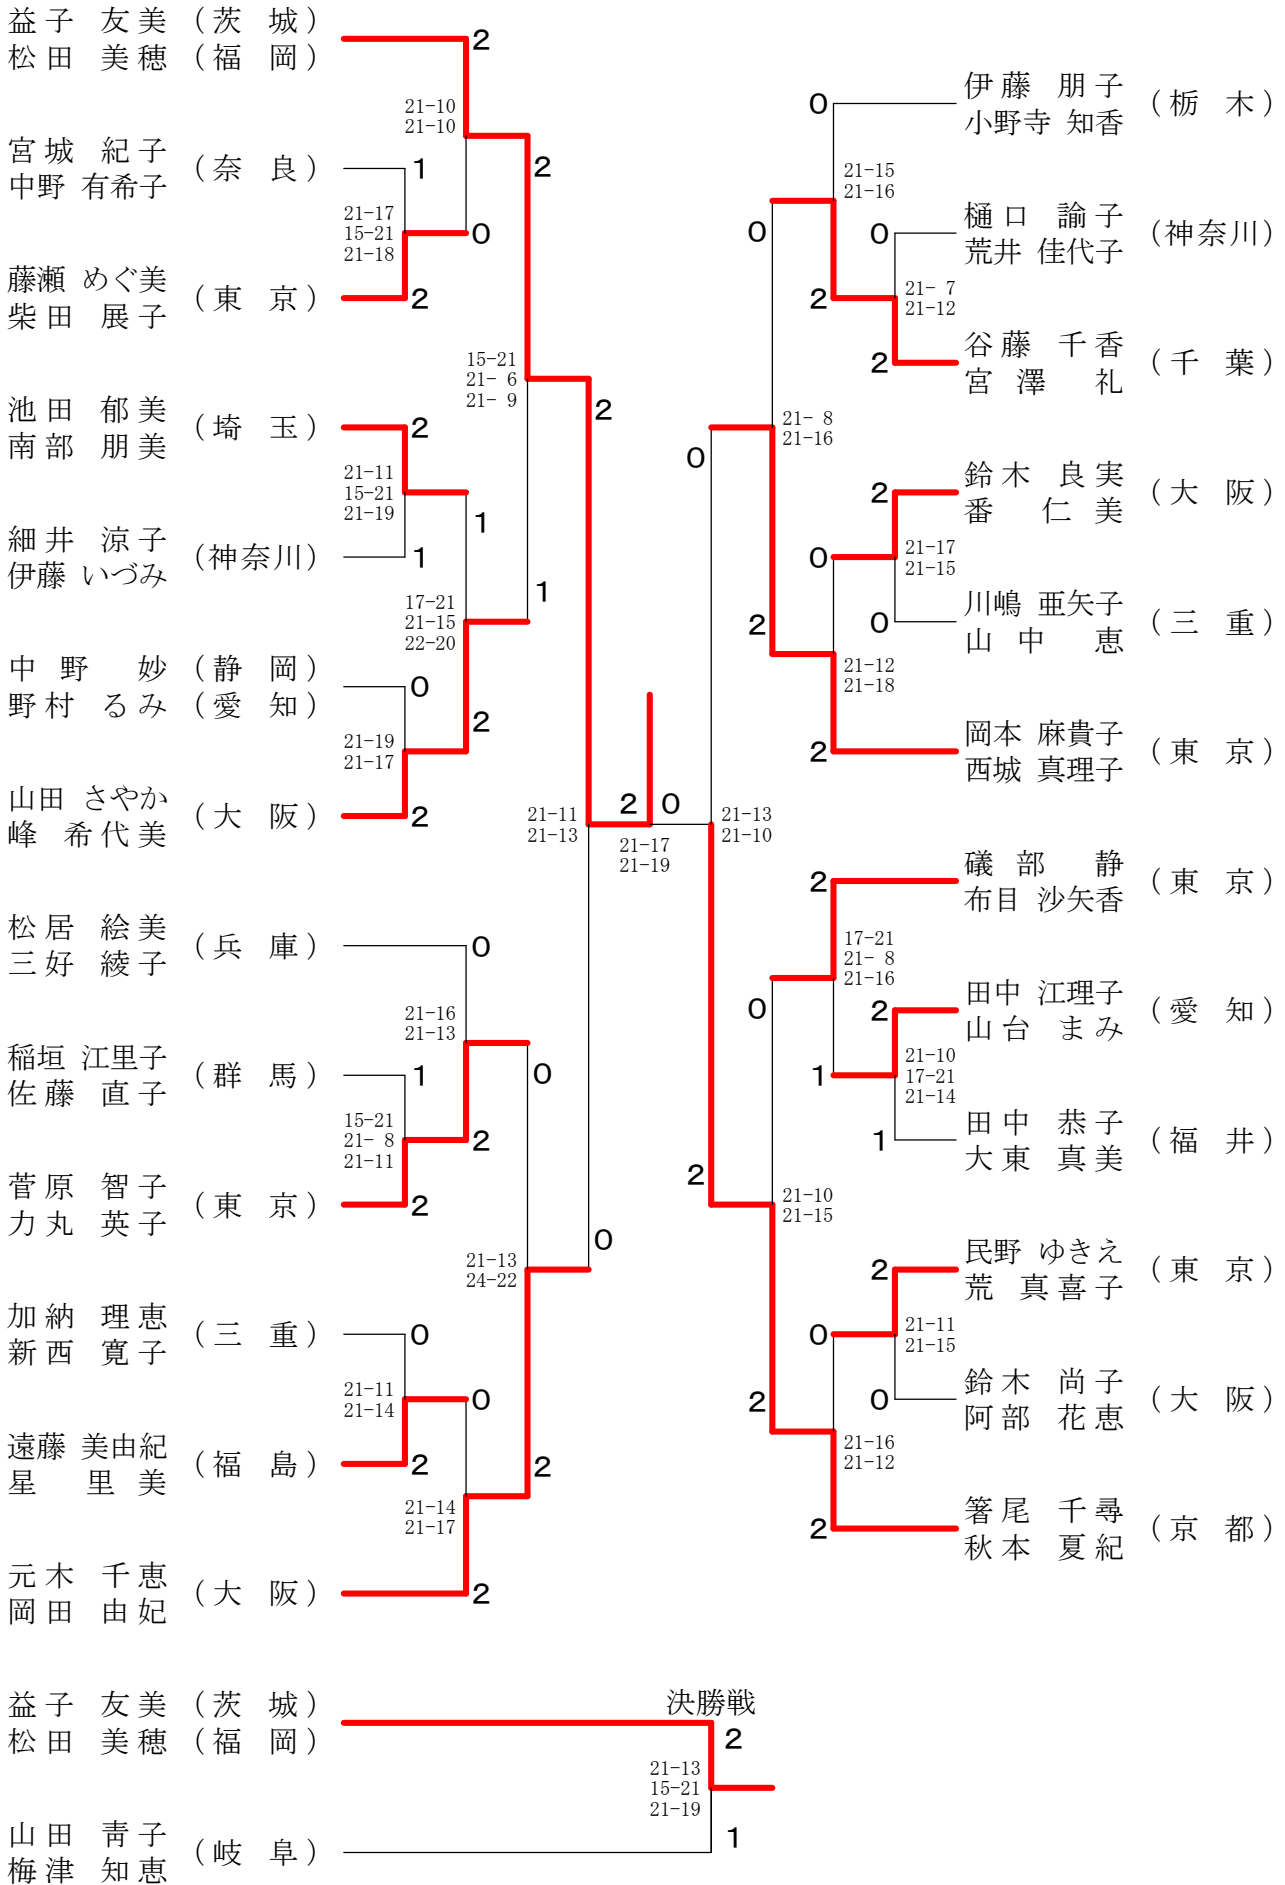 益子 友美 (茨 城)
松田 美穂 (福 岡)
2
21-10
21-10
宮城 紀子
中野 有希子
(奈 良)
1
2
21-17
15-21
21-18
0
藤瀬 めぐ美
柴田 展子
(東 京)
2
15-21
21- 6
21- 9
2
池田 郁美
南部 朋美
(埼 玉)
2
21-11
15-21
21-19
1
細井 涼子
伊藤 いづみ
(神奈川)
1
1
17-21
21-15
22-20
中野 妙 (静 岡)
野村 るみ (愛 知)
0
2
21-19
21-17
山田 さやか
峰 希代美
(大 阪)
2
21-11
21-13
2
0
21-17
21-19
松居 絵美
三好 綾子
(兵 庫)
0
21-16
21-13
稲垣 江里子
佐藤 直子
(群 馬)
1
0
15-21
21- 8
21-11
2
菅原 智子
力丸 英子
(東 京)
2
21-13
24-22
0
加納 理恵
新西 寛子
(三 重)
0
21-11
21-14
0
遠藤 美由紀
星 里美
(福 島)
2
2
21-14
21-17
元木 千恵
岡田 由妃
(大 阪)
2
0
伊藤 朋子
小野寺 知香
(栃 木)
21-15
21-16
0
0
樋口 諭子
荒井 佳代子
(神奈川)
2
21- 7
21-12
2
谷藤 千香
宮澤 礼
(千 葉)
0
21- 8
21-16
2
鈴木 良実
番 仁美
(大 阪)
0
21-17
21-15
2
0
川嶋 亜矢子
山中 恵
(三 重)
21-12
21-18
2
岡本 麻貴子
西城 真理子
(東 京)
21-13
21-10
2
礒部 静
布目 沙矢香
(東 京)
17-21
21- 8
21-16
0
2
田中 江理子
山台 まみ
(愛 知)
1
21-10
17-21
21-14
1
田中 恭子
大東 真美
(福 井)
2
21-10
21-15
2
民野 ゆきえ
荒 真喜子
(東 京)
0
21-11
21-15
2
0
鈴木 尚子
阿部 花恵
(大 阪)
21-16
21-12
2
箸尾 千尋
秋本 夏紀
(京 都)
益子 友美 (茨 城)
松田 美穂 (福 岡)
決勝戦
2
21-13
15-21
21-19
1
山田 青子
梅津 知恵
(岐 阜)